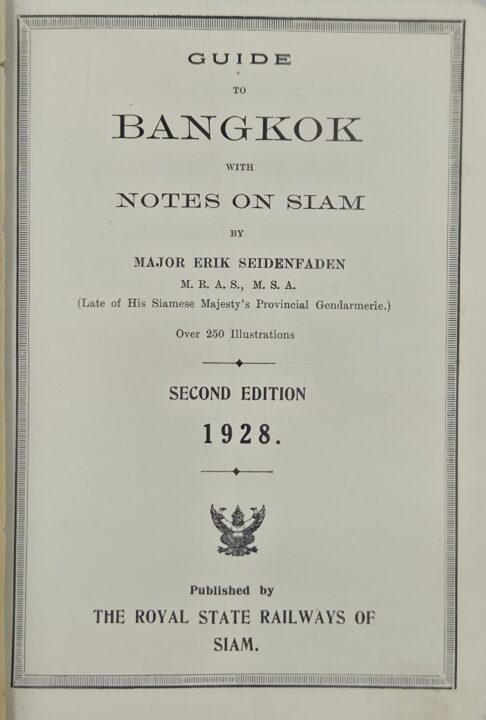 GUIDE
TO
BANGKOK
WITH
NOTES ON SIAM
BY
MAJOR ERIK SEIDENFADEN
M. R. A. S., M. S. A.
(Late of His Siamese Majesty's Provincial Gendarmerie.)
Over 250 Illustrations
SECOND EDITION
1928.
Published by
THE ROYAL STATE RAILWAYS OF
SIAM.